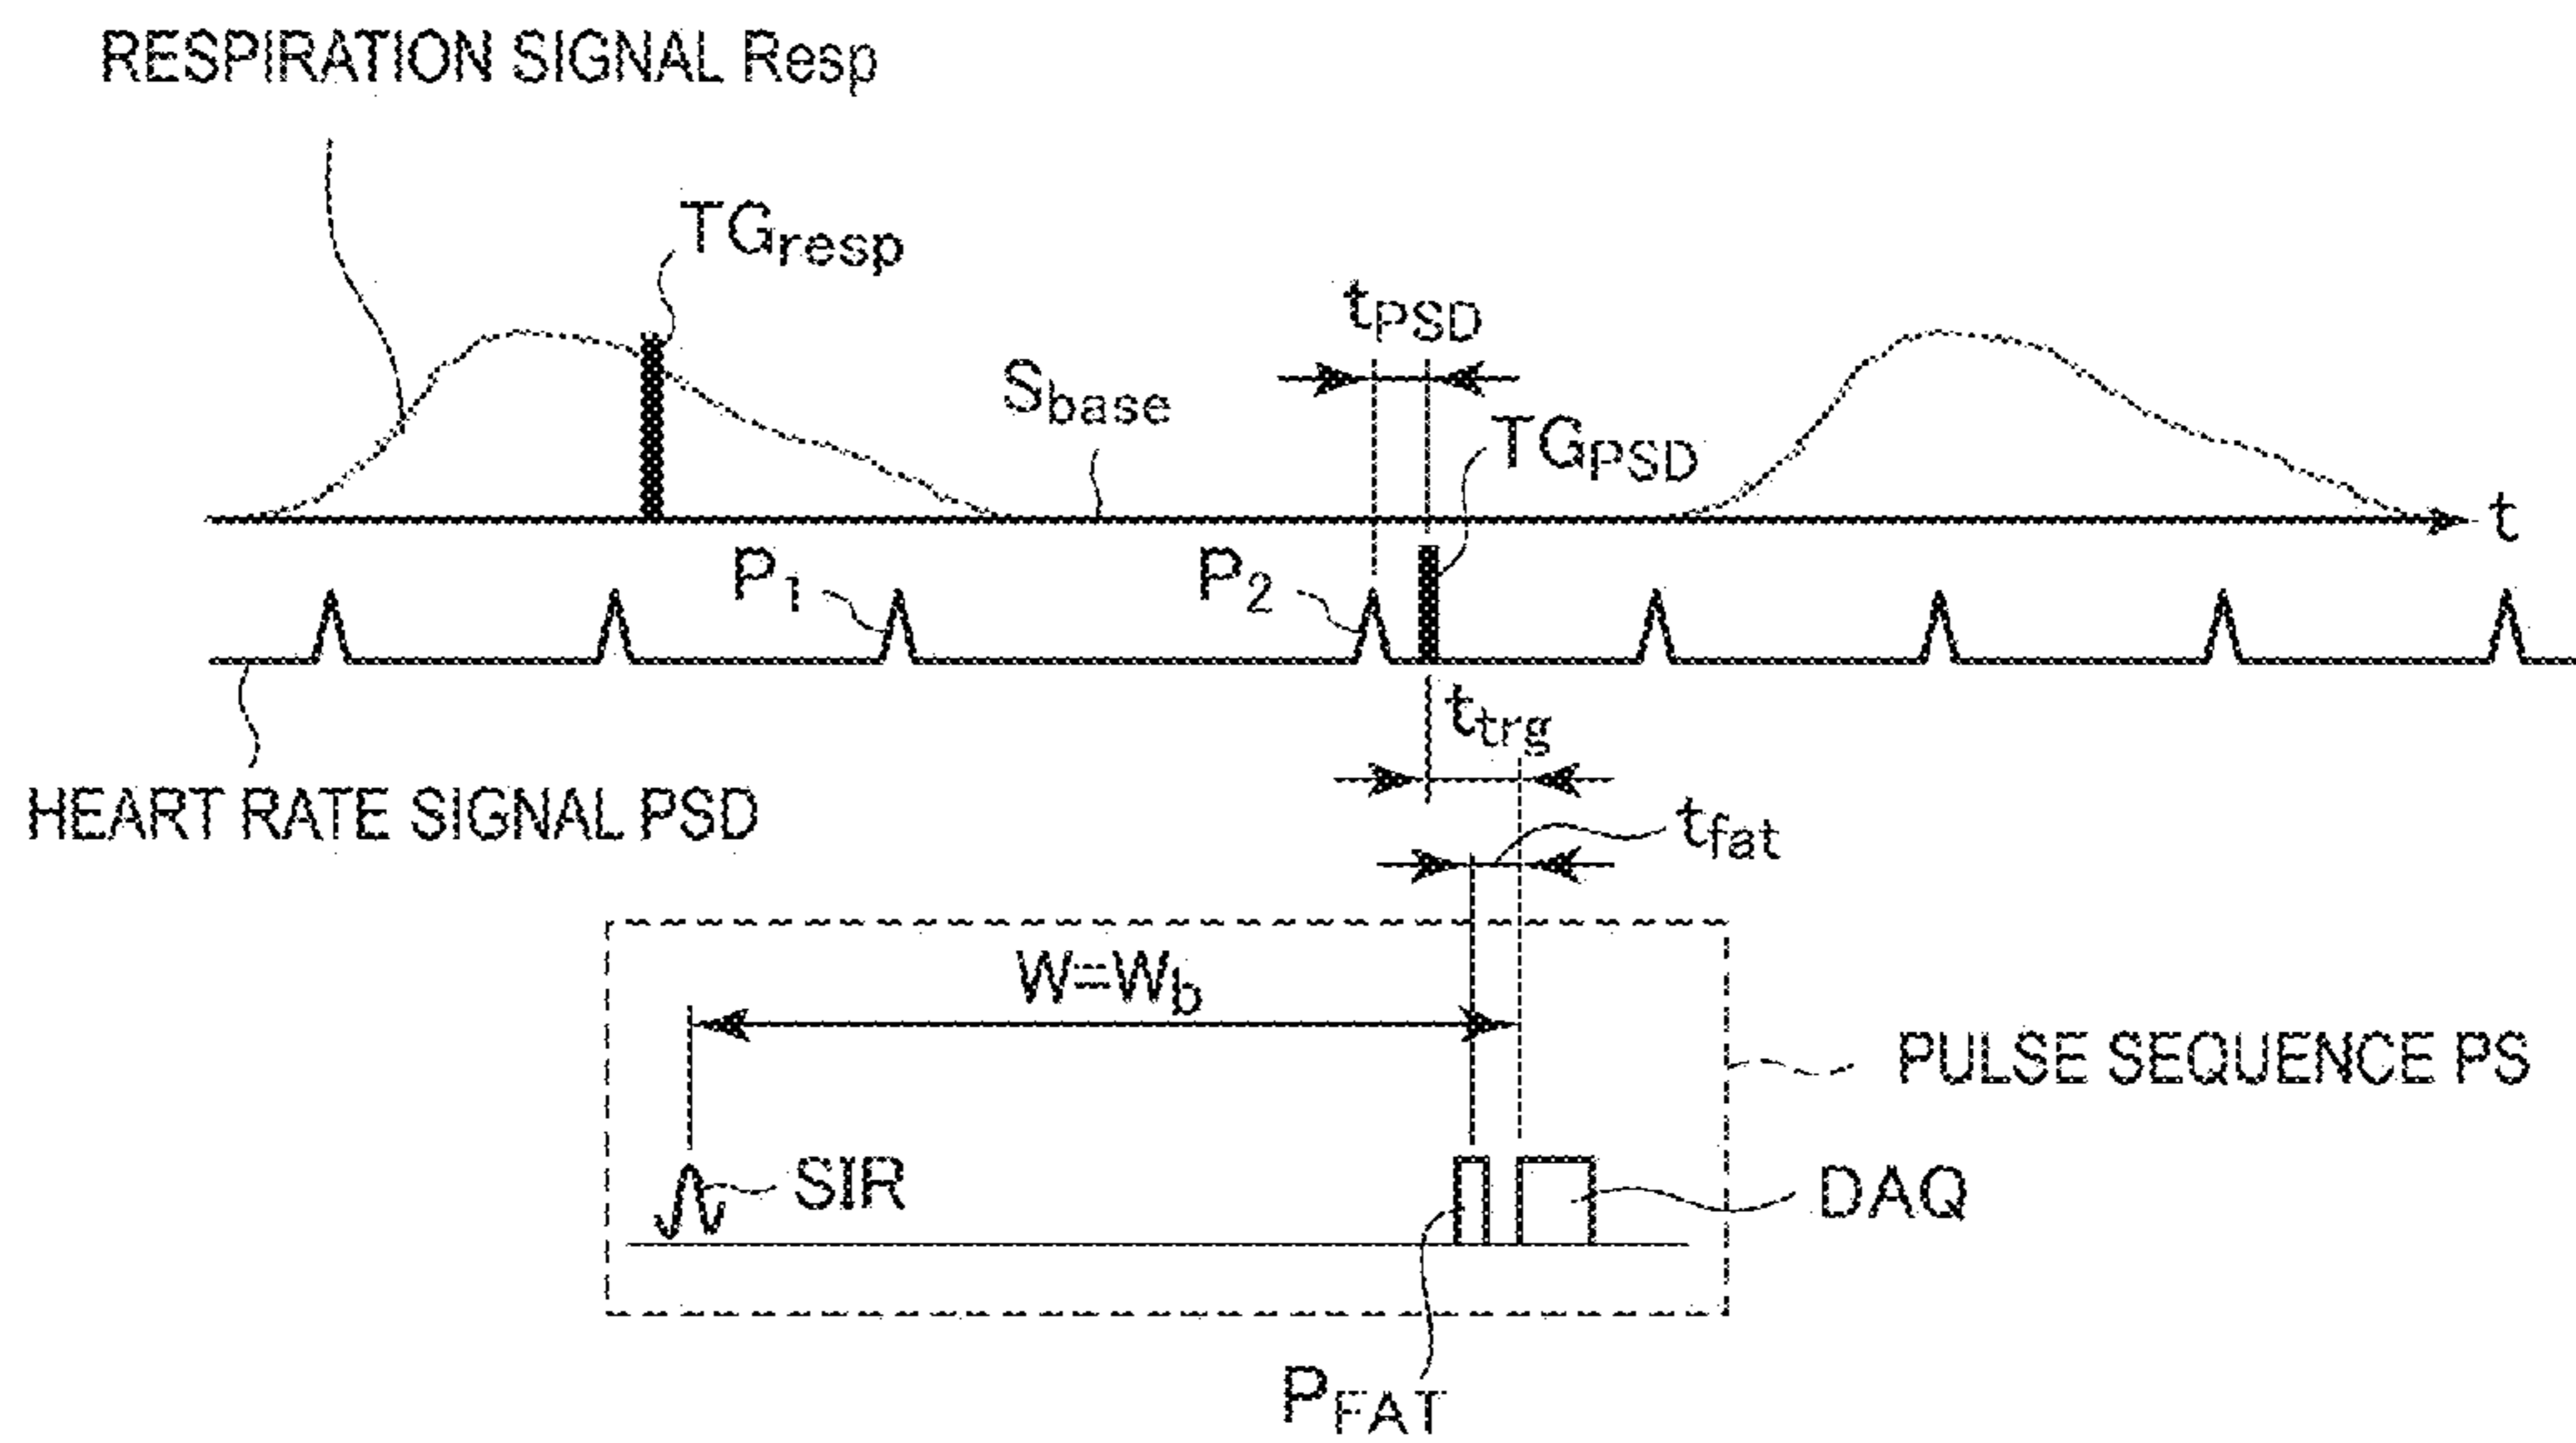 RESPIRATION SIGNAL Resp
TGresp
tPSD
Sbase
TGPSD
t
P1
P2
ttrg
HEART RATE SIGNAL PSD
tfat
W=Wb
PULSE SEQUENCE PS
SIR
DAQ
PFAT